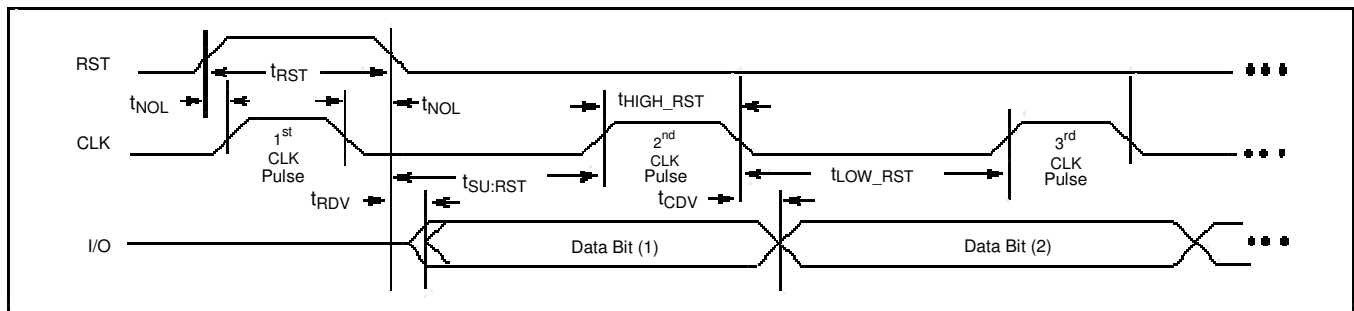 RST
tRST
tNOL
tNOL
tHIGH_RST
CLK
1st
CLK
Pulse
2nd
CLK
Pulse
3rd
CLK
Pulse
tSU:RST
tLOW_RST
tRDV
tCDV
I/O
Data Bit (1)
Data Bit (2)